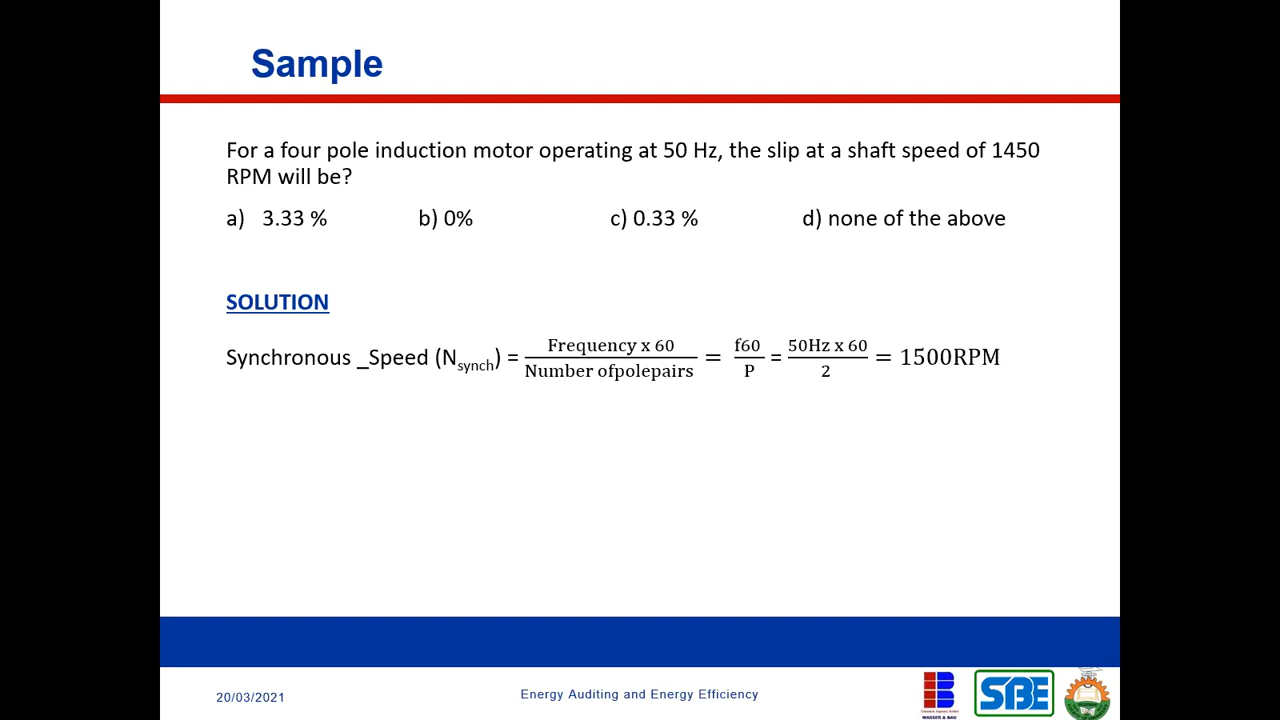 Sample
For a four pole induction motor operating at 50 Hz, the slip at a shaft speed of 1450
RPM will be?
a) 3.33 % b) 0% c) 0.33 % d) none of the above
SOLUTION
Synchronous _Speed (Nsynch) = Frequency x 60 / Number ofpolepairs = f60 / P = 50Hz x 60 / 2 = 1500RPM
20/03/2021
Energy Auditing and Energy Efficiency
WASSER & BAU
SBE